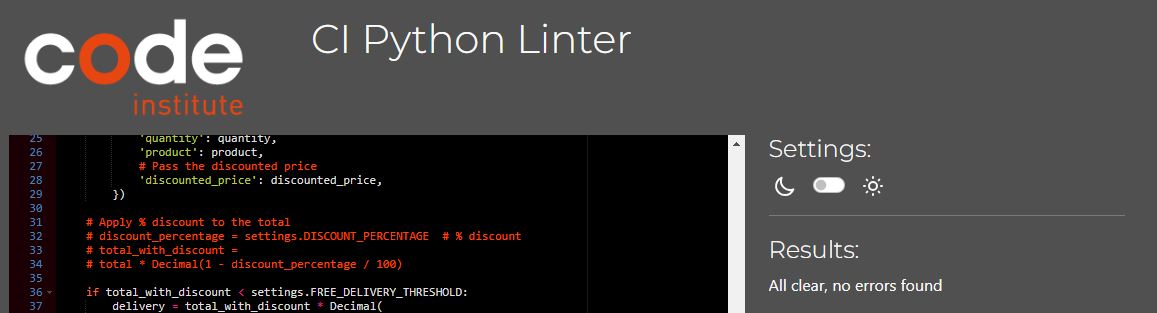 code
institute
CI Python Linter
25 'quantity': quantity,
26 'product': product,
27 # Pass the discounted price
28 'discounted_price': discounted_price,
29 })
30
31 # Apply % discount to the total
32 # discount_percentage = settings.DISCOUNT_PERCENTAGE  # % discount
33 # total_with_discount =
34 # total * Decimal(1 - discount_percentage / 100)
35
36 if total_with_discount < settings.FREE_DELIVERY_THRESHOLD:
37 delivery = total_with_discount * Decimal(
Settings:
Results:
All clear, no errors found